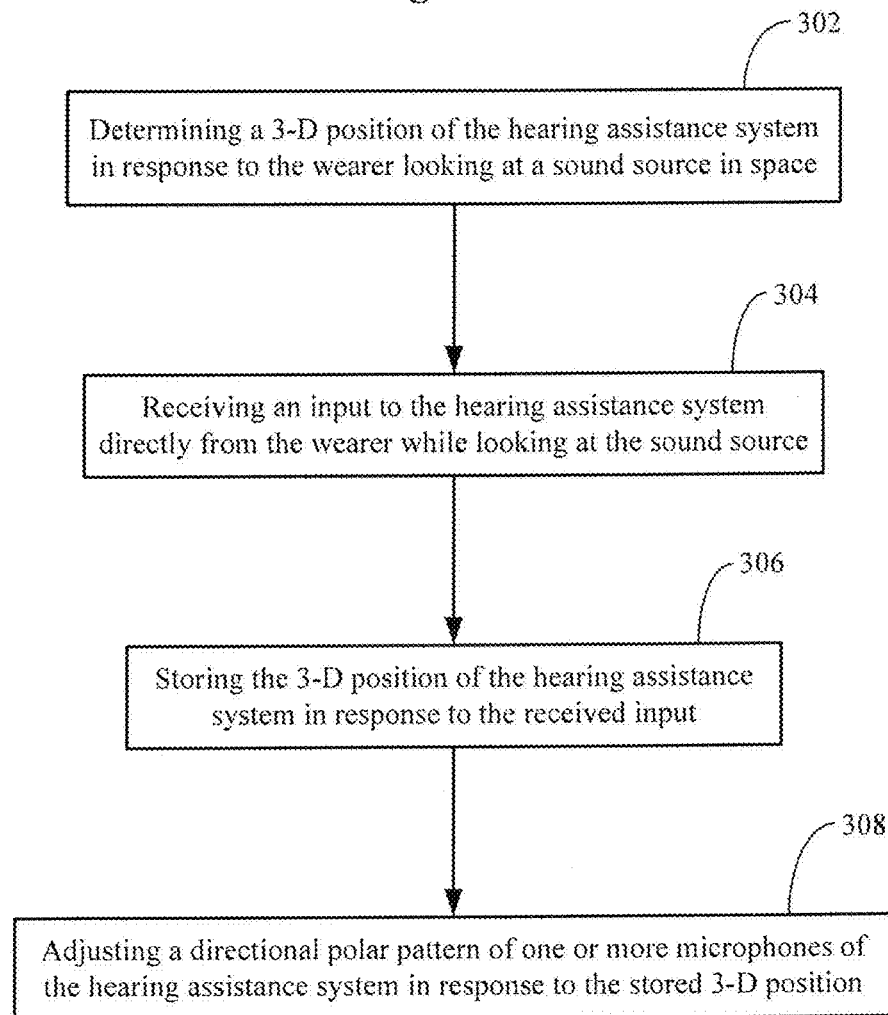 302
Determining a 3-D position of the hearing assistance system
in response to the wearer looking at a sound source in space
304
Receiving an input to the hearing assistance system
directly from the wearer while looking at the sound source
306
Storing the 3-D position of the hearing assistance
system in response to the received input
308
Adjusting a directional polar pattern of one or more microphones of
the hearing assistance system in response to the stored 3-D position